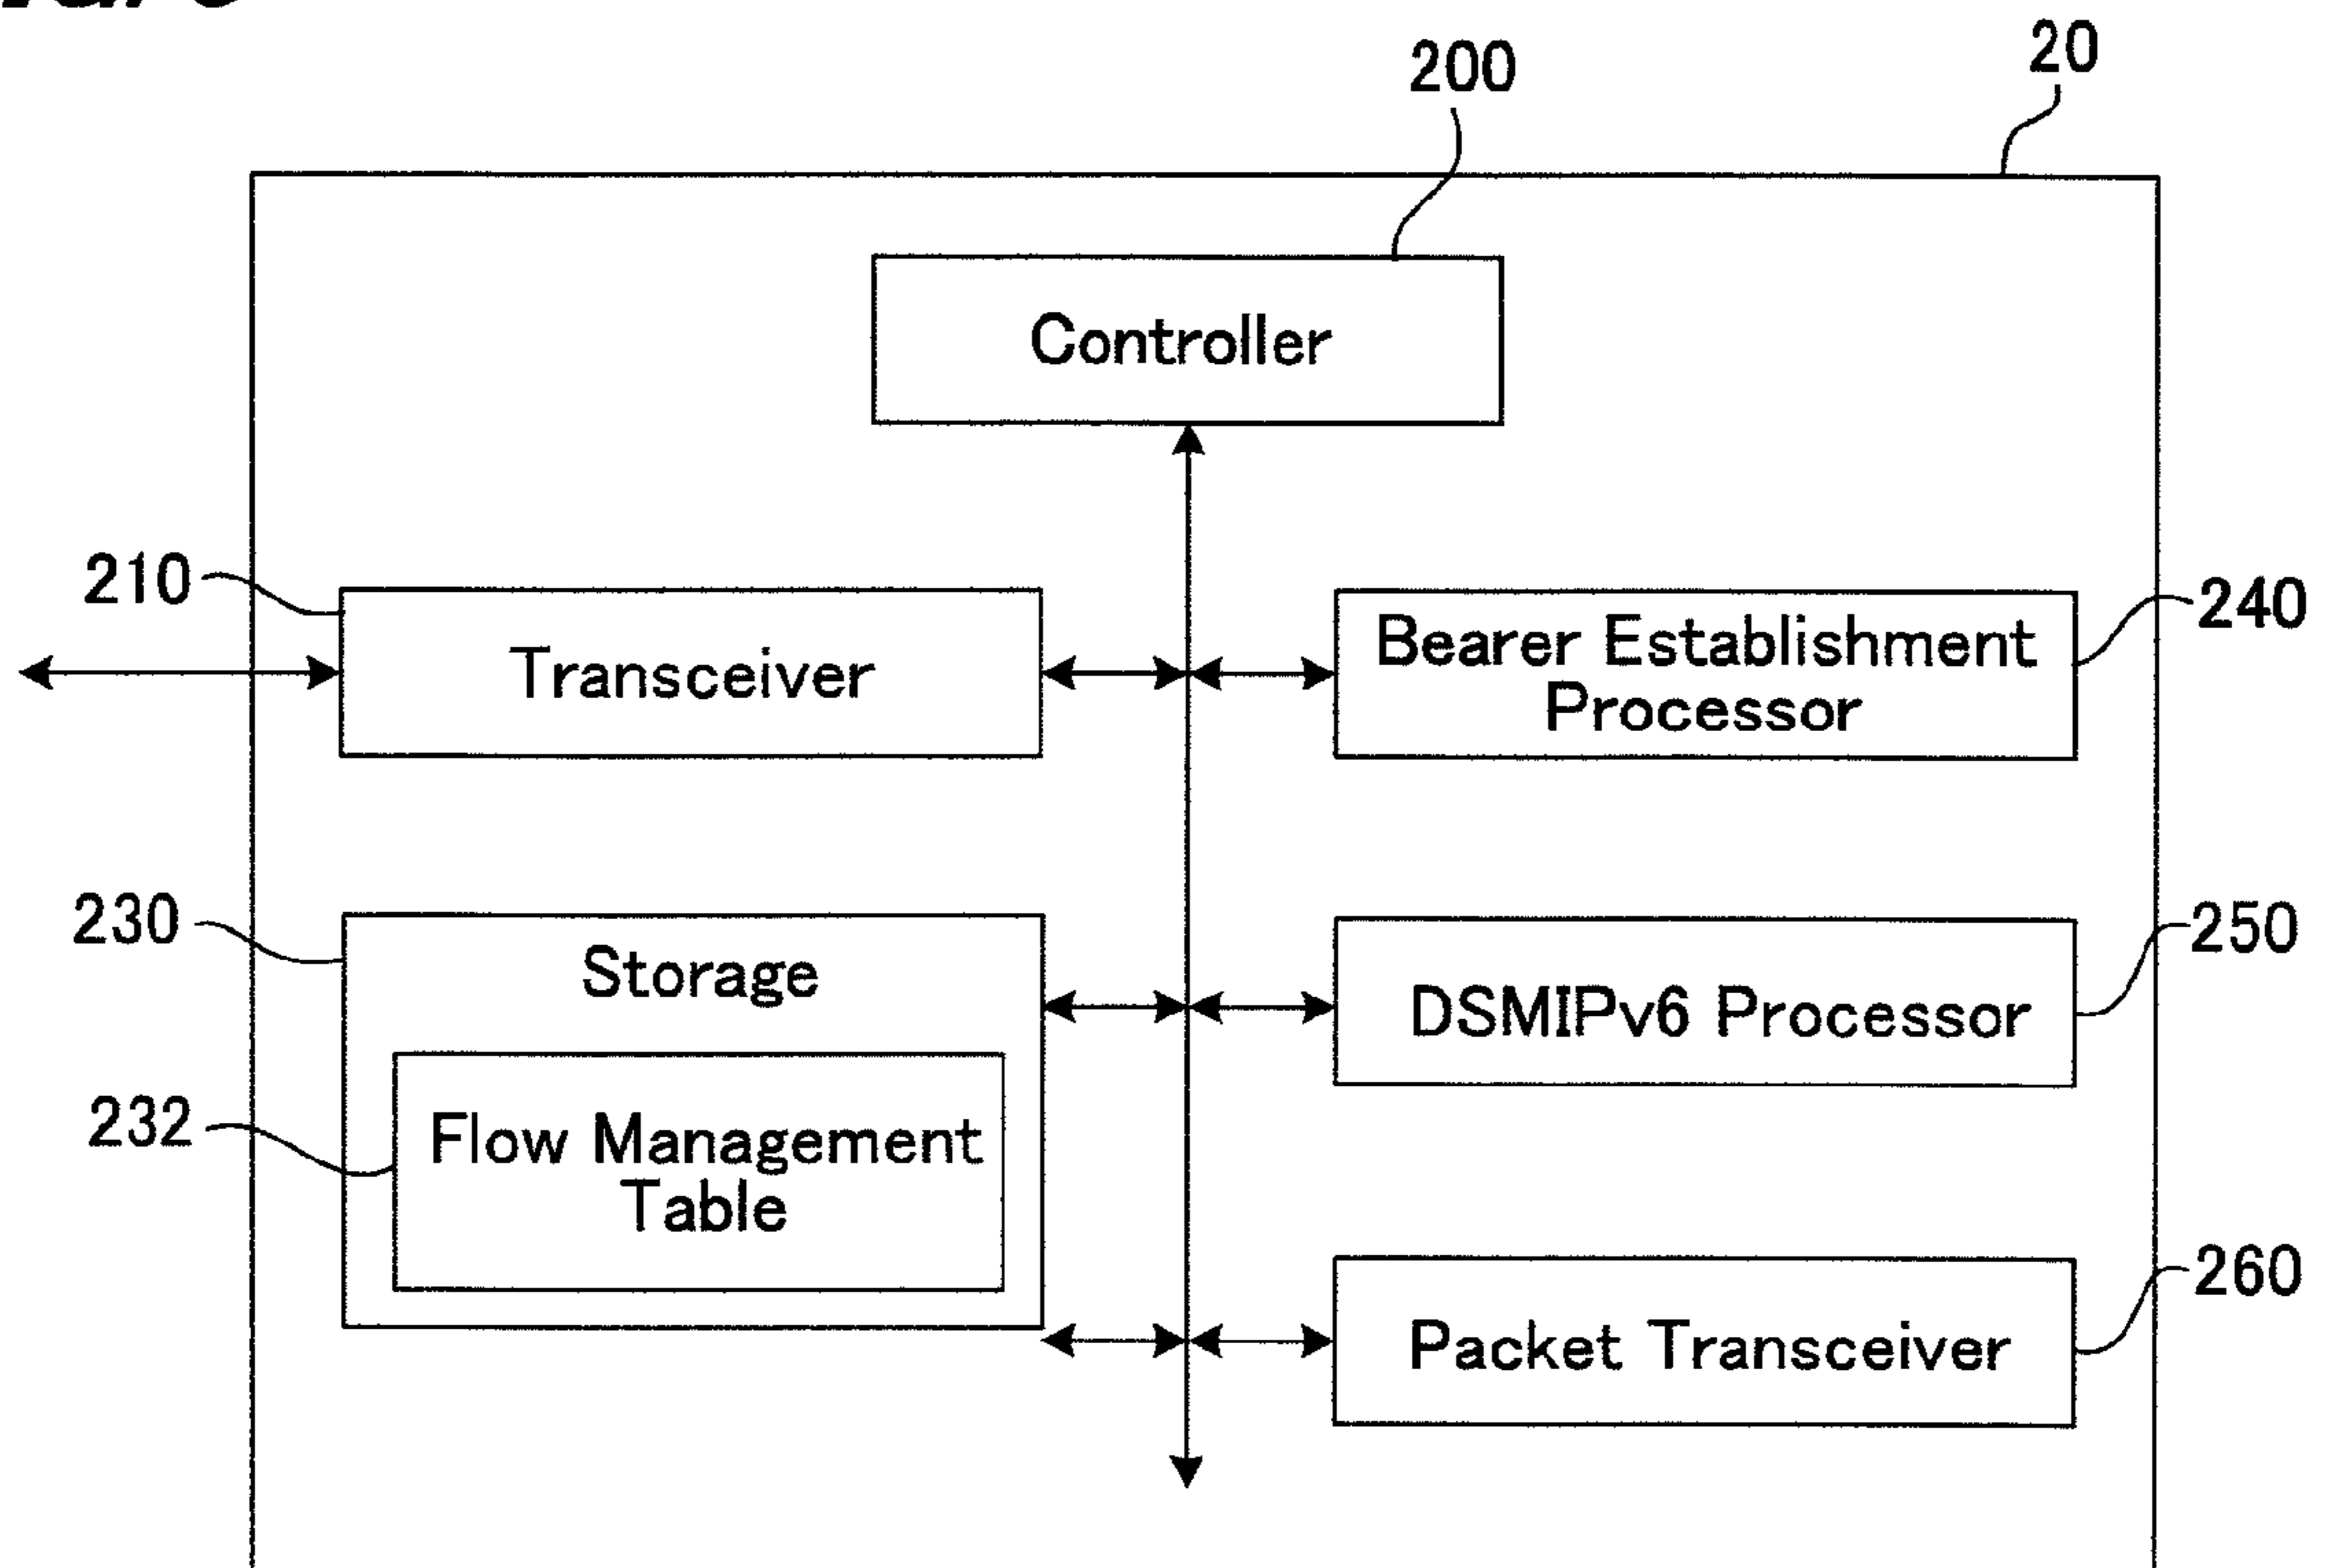 200
20
Controller
210
Transceiver
Bearer Establishment
Processor
240
230
Storage
DSMIPv6 Processor
250
232
Flow Management
Table
Packet Transceiver
260